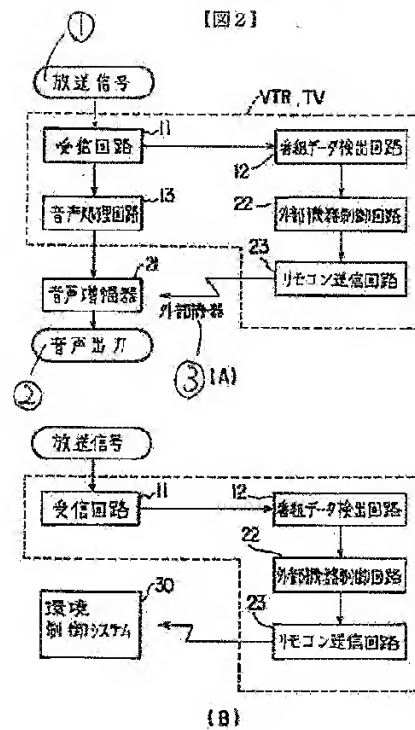 【図2】
①
放送信号
VTR,TV
11
受信回路
番組データ検出回路
12
13
22
音声処理回路
外部機器制御回路
21
23
音声増幅器
リモコン送信回路
外部機器
音声出力
②
③
(A)
放送信号
11
12
受信回路
番組データ検出回路
22
外部機器制御回路
30
23
環境
制御システム
リモコン送信回路
(B)